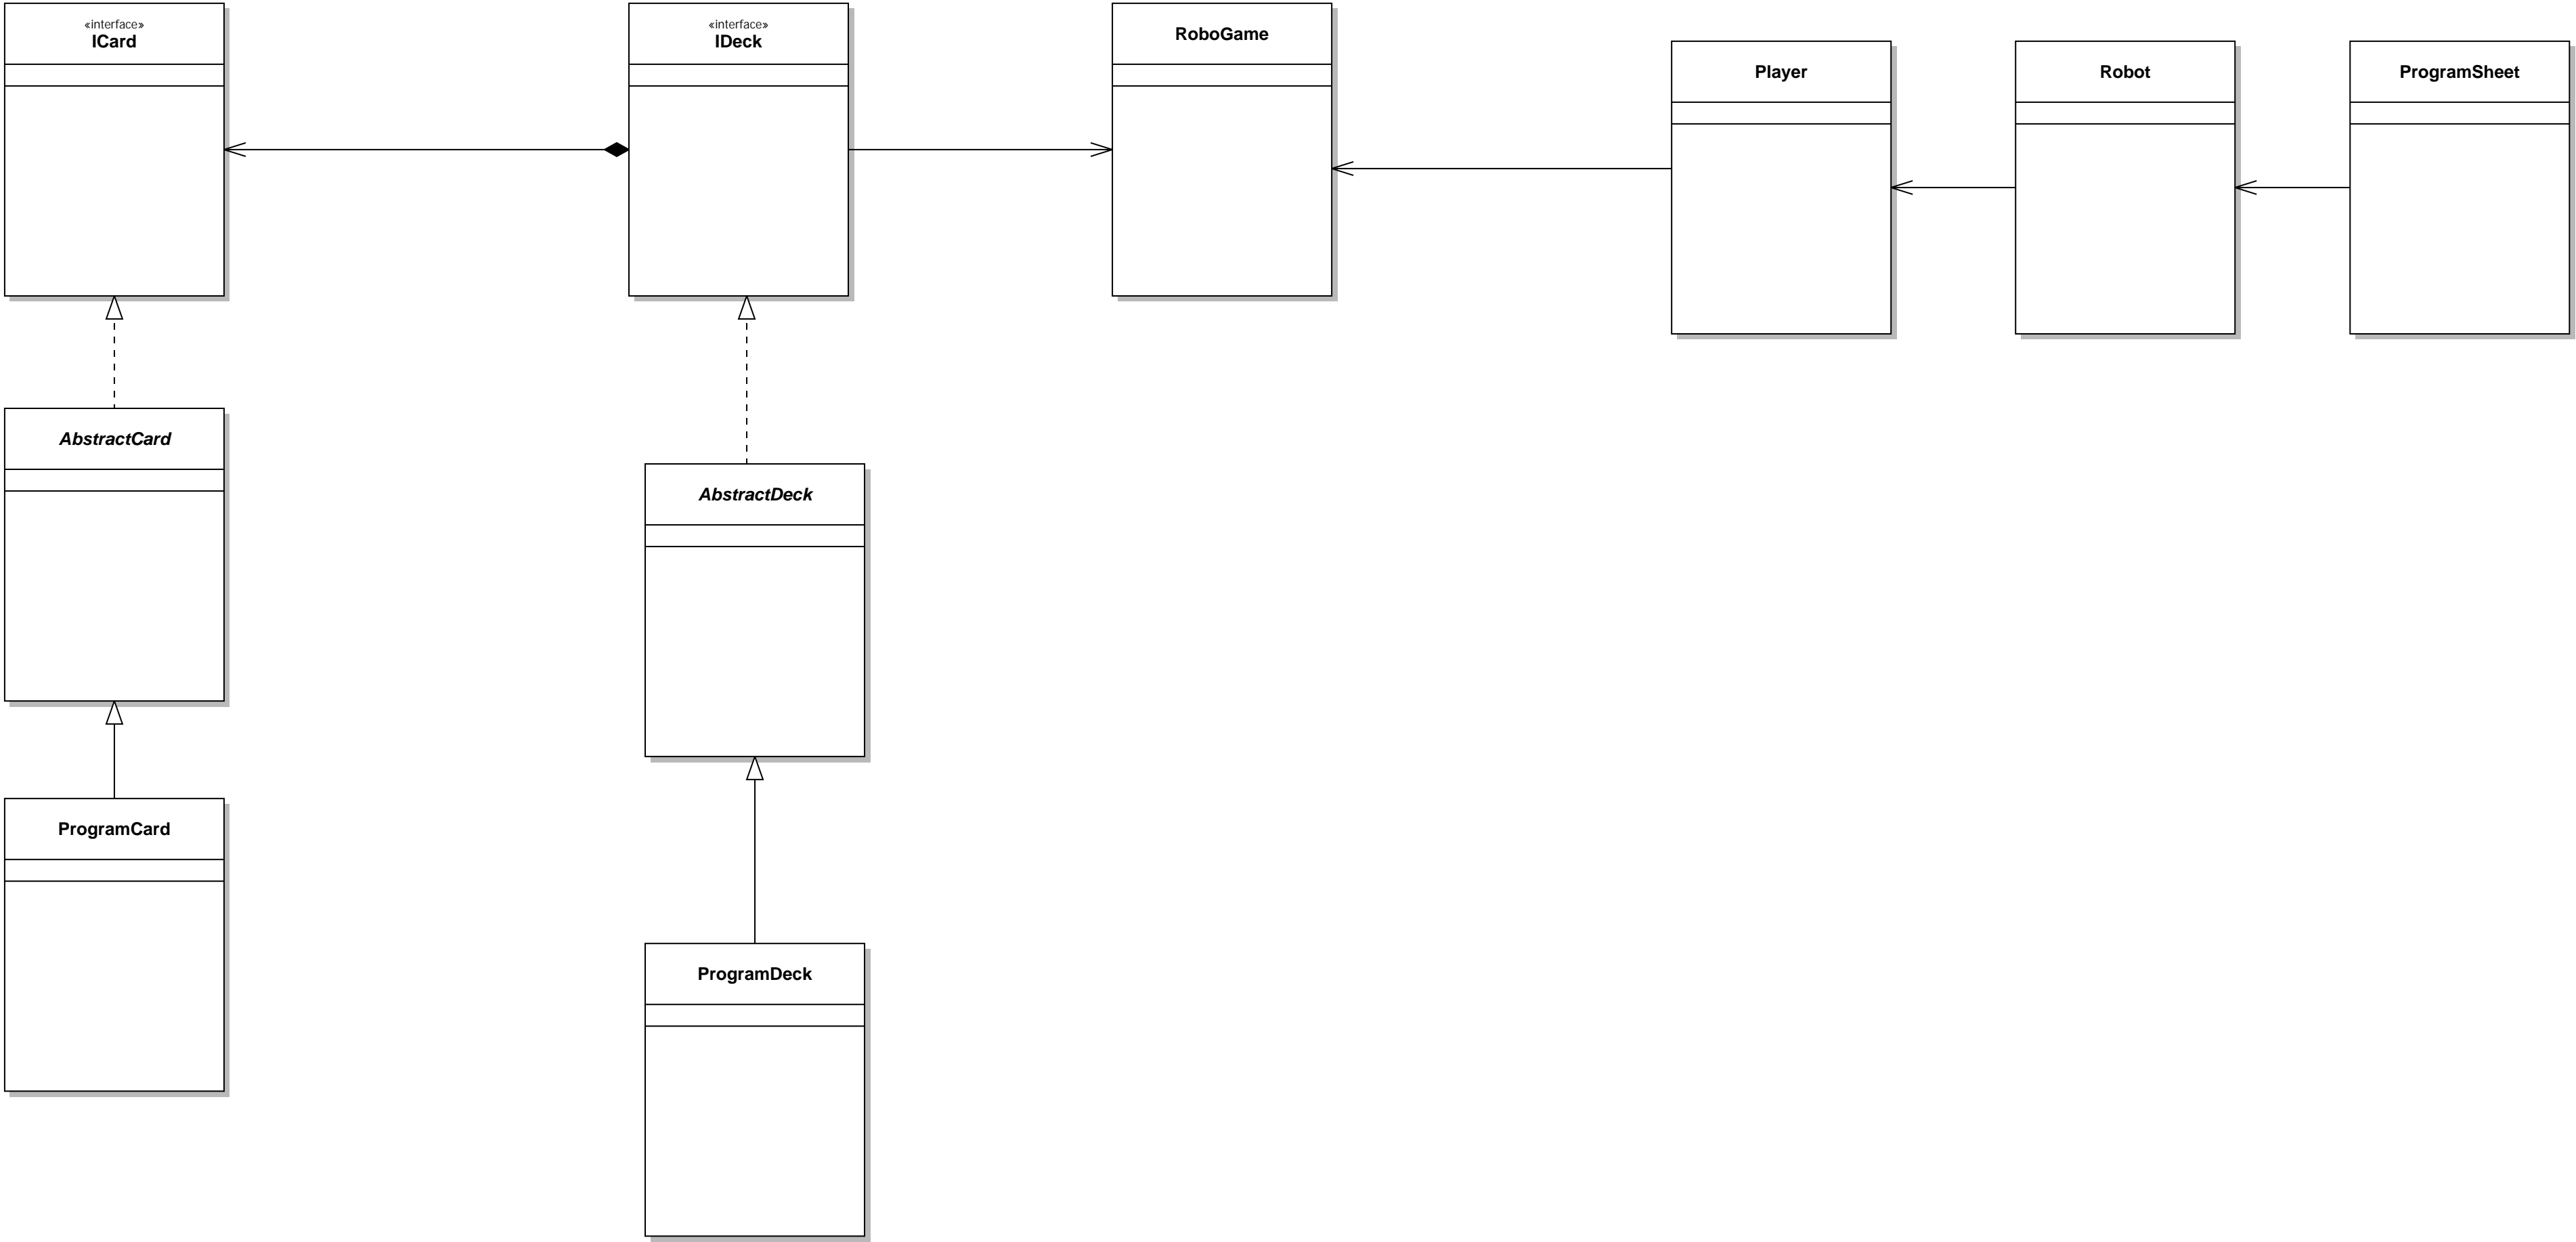 «interface»
ICard
«interface»
IDeck
RoboGame
Player
Robot
ProgramSheet
AbstractCard
AbstractDeck
ProgramCard
ProgramDeck